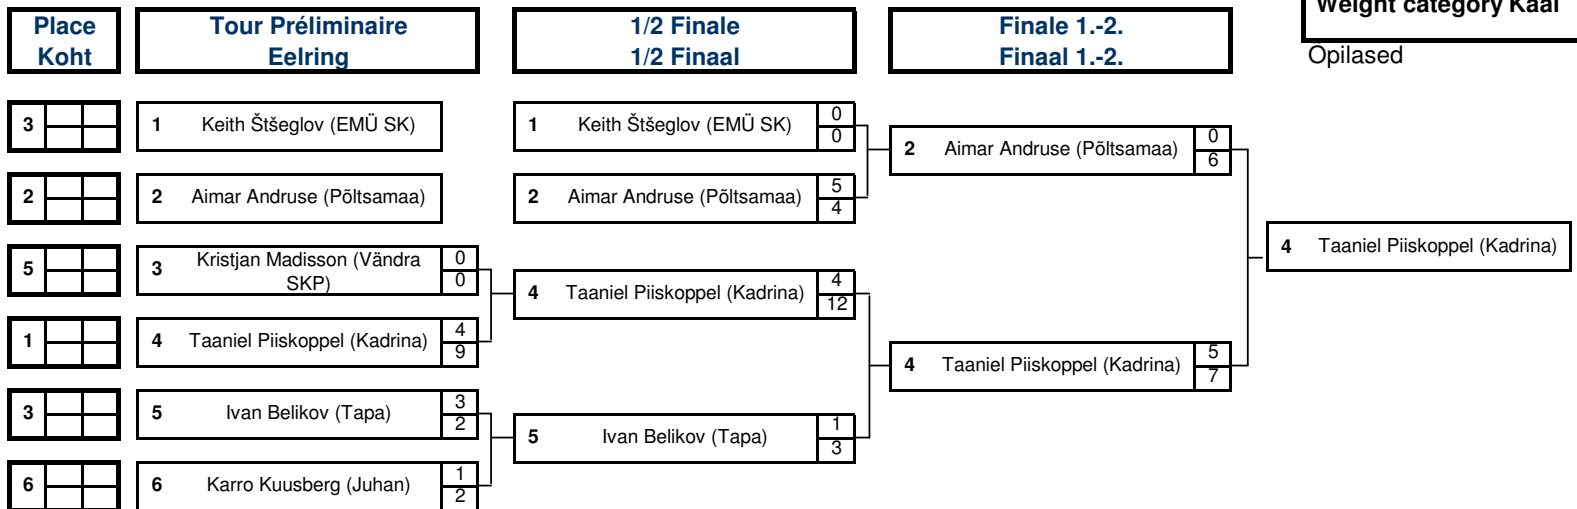 Place
Koht
Tour Préliminaire
Eelring
1/2 Finale
1/2 Finaal
Finale 1.-2.
Finaal 1.-2.
Weight category Kaal
Õpilased
3
1 Keith Štšeglov (EMÜ SK)
1 Keith Štšeglov (EMÜ SK) 0
0
2 Aimar Andruse (Põltsamaa) 0
6
2
2 Aimar Andruse (Põltsamaa)
2 Aimar Andruse (Põltsamaa) 5
4
4 Taaniel Piiskoppel (Kadrina)
5
3 Kristjan Madisson (Vändra
SKP)
0
0
4 Taaniel Piiskoppel (Kadrina) 4
12
1
4 Taaniel Piiskoppel (Kadrina) 4
9
4 Taaniel Piiskoppel (Kadrina) 5
7
3
5 Ivan Belikov (Tapa) 3
2
5 Ivan Belikov (Tapa) 1
3
6
6 Karro Kuusberg (Juhan) 1
2